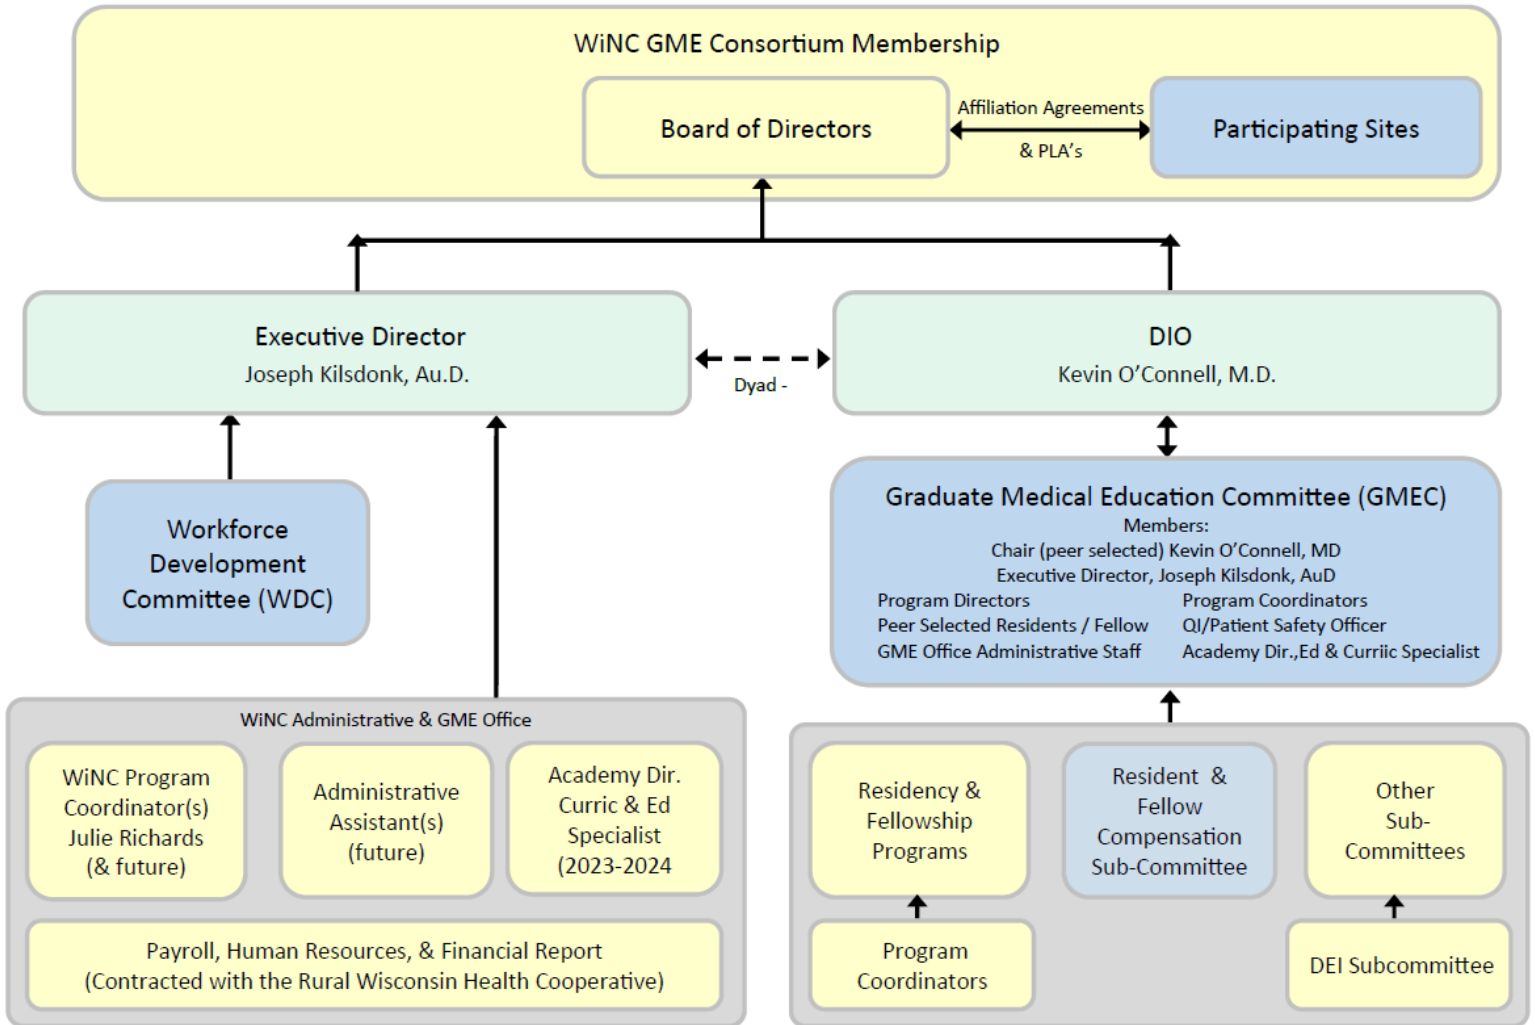 WiNC GME Consortium Membership
Board of Directors
Affiliation Agreements
& PLA's
Participating Sites
Executive Director
Joseph Kilsdonk, Au.D.
Dyad -
DIO
Kevin O'Connell, M.D.
Workforce
Development
Committee (WDC)
Graduate Medical Education Committee (GMEC)
Members:
Chair (peer selected) Kevin O'Connell, MD
Executive Director, Joseph Kilsdonk, AuD
Program Directors
Program Coordinators
Peer Selected Residents / Fellow
QI/Patient Safety Officer
GME Office Administrative Staff
Academy Dir.,Ed & Curriic Specialist
WiNC Administrative & GME Office
WiNC Program
Coordinator(s)
Julie Richards
(& future)
Administrative
Assistant(s)
(future)
Academy Dir.
Curric & Ed
Specialist
(2023-2024
Payroll, Human Resources, & Financial Report
(Contracted with the Rural Wisconsin Health Cooperative)
Residency &
Fellowship
Programs
Resident &
Fellow
Compensation
Sub-Committee
Other
Sub-
Committees
Program
Coordinators
DEI Subcommittee